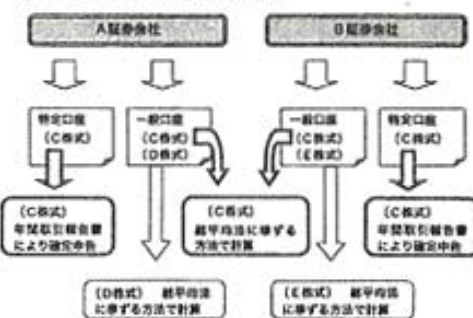 A証券会社
B証券会社
特定口座
(C株式)
一般口座
(C株式)
(D株式)
一般口座
(C株式)
(E株式)
特定口座
(C株式)
(C株式)
年間取引報告書
により確定申告
(C株式)
総平均法に準ずる
方法で計算
(C株式)
年間取引報告書
により確定申告
(D株式) 総平均法
に準ずる方法で計算
(E株式) 総平均法
に準ずる方法で計算